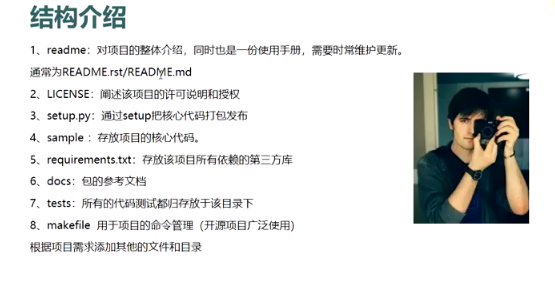 结构介绍
1、readme：对项目的整体介绍，同时也是一份使用手册，需要时常维护更新。
通常为README.rst/README.md
2、LICENSE：阐述该项目的许可说明和授权
3、setup.py：通过setup把核心代码打包发布
4、sample ：存放项目的核心代码。
5、requirements.txt：存放该项目所有依赖的第三方库
6、docs：包的参考文档
7、tests：所有的代码测试都归存放于该目录下
8、makefile  用于项目的命令管理（开源项目广泛使用）
根据项目需求添加其他的文件和目录